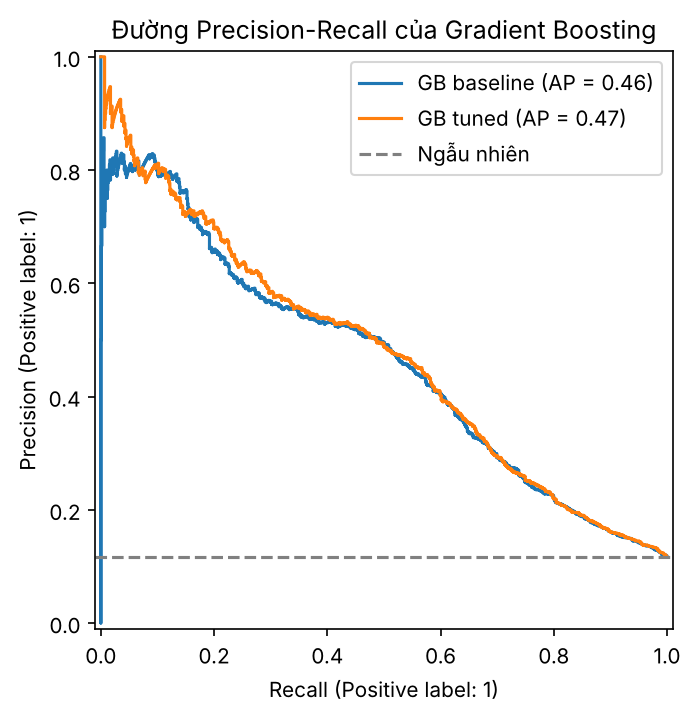 Đường Precision-Recall của Gradient Boosting
GB baseline (AP = 0.46)
GB tuned (AP = 0.47)
Ngẫu nhiên
Precision (Positive label: 1)
1.0
0.8
0.6
0.4
0.2
0.0
0.0 0.2 0.4 0.6 0.8 1.0
Recall (Positive label: 1)